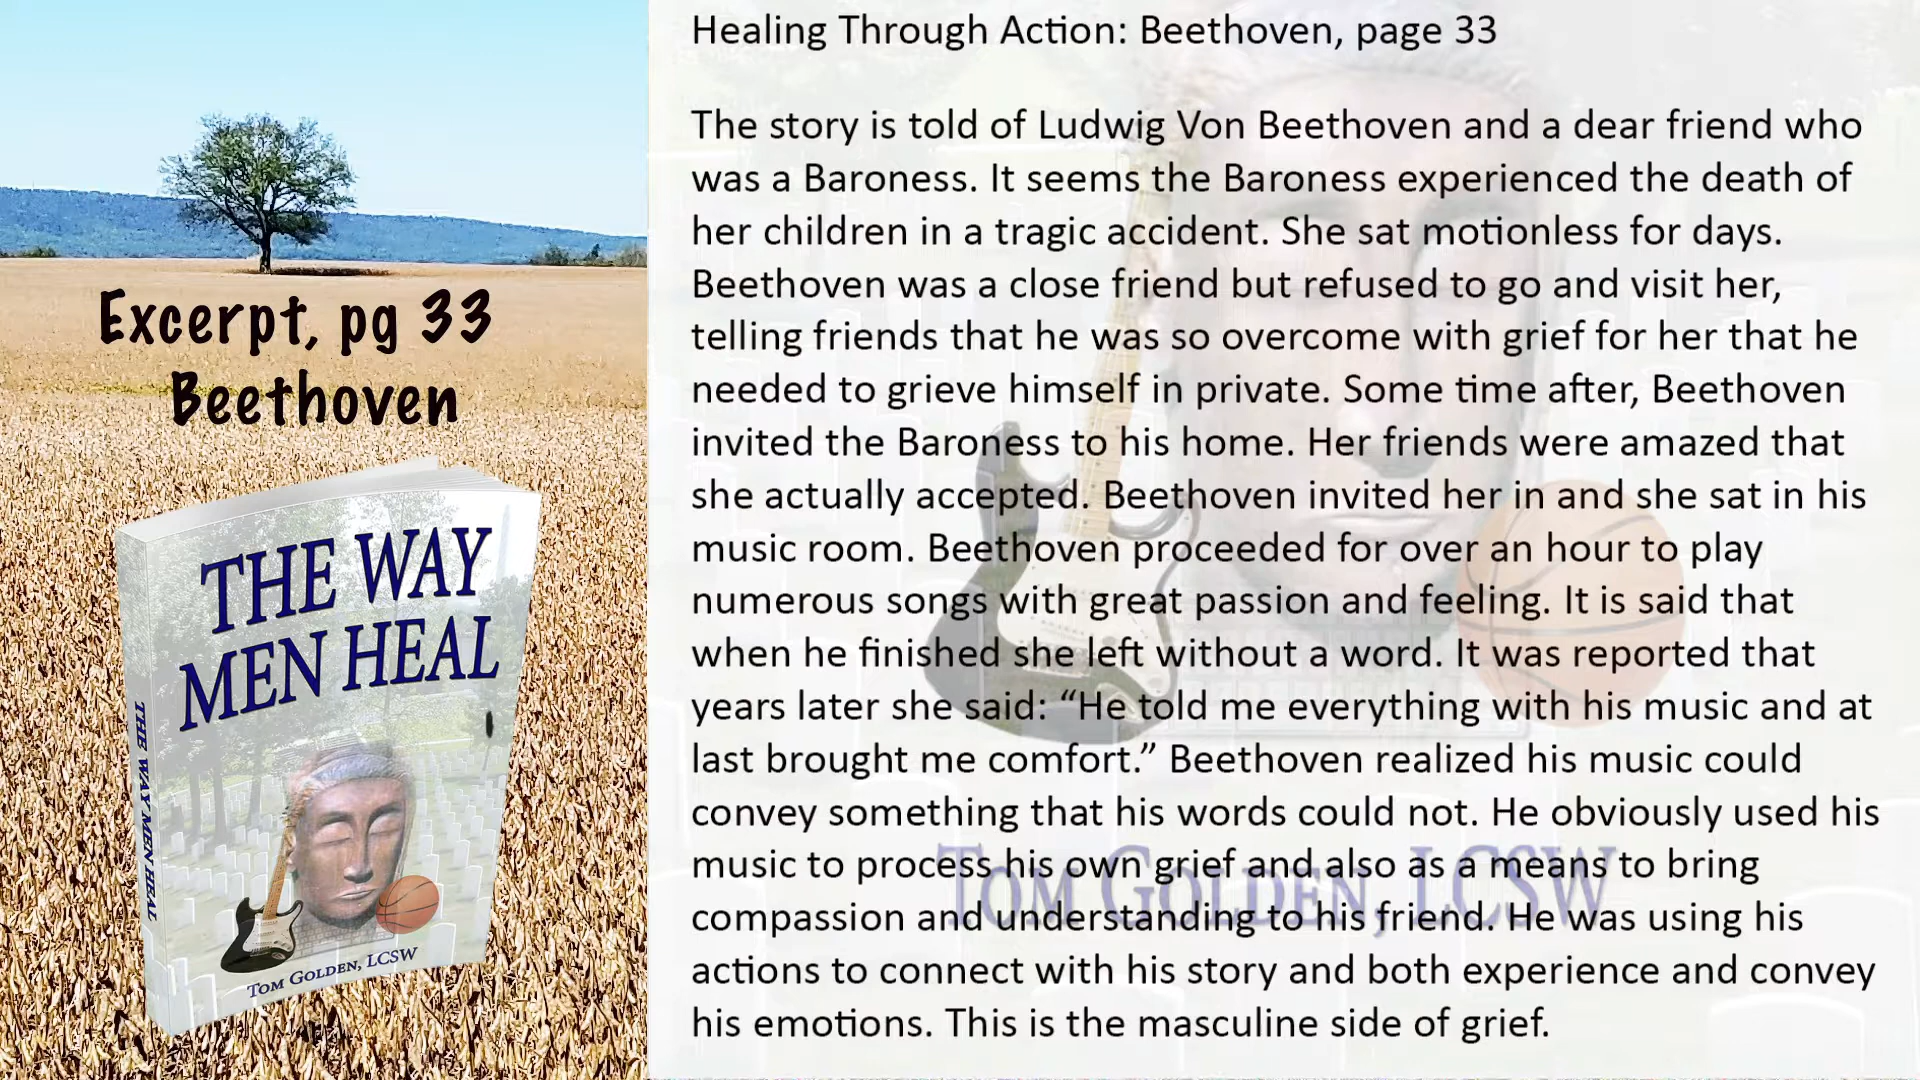 Excerpt, pg 33
Beethoven
THE WAY
MEN HEAL
THE WAY MEN HEAL
TOM GOLDEN, LCSW
Healing Through Action: Beethoven, page 33
The story is told of Ludwig Von Beethoven and a dear friend who
was a Baroness. It seems the Baroness experienced the death of
her children in a tragic accident. She sat motionless for days.
Beethoven was a close friend but refused to go and visit her,
telling friends that he was so overcome with grief for her that he
needed to grieve himself in private. Some time after, Beethoven
invited the Baroness to his home. Her friends were amazed that
she actually accepted. Beethoven invited her in and she sat in his
music room. Beethoven proceeded for over an hour to play
numerous songs with great passion and feeling. It is said that
when he finished she left without a word. It was reported that
years later she said: “He told me everything with his music and at
last brought me comfort.” Beethoven realized his music could
convey something that his words could not. He obviously used his
music to process his own grief and also as a means to bring
compassion and understanding to his friend. He was using his
actions to connect with his story and both experience and convey
his emotions. This is the masculine side of grief.
TOM GOLDEN, LCSW